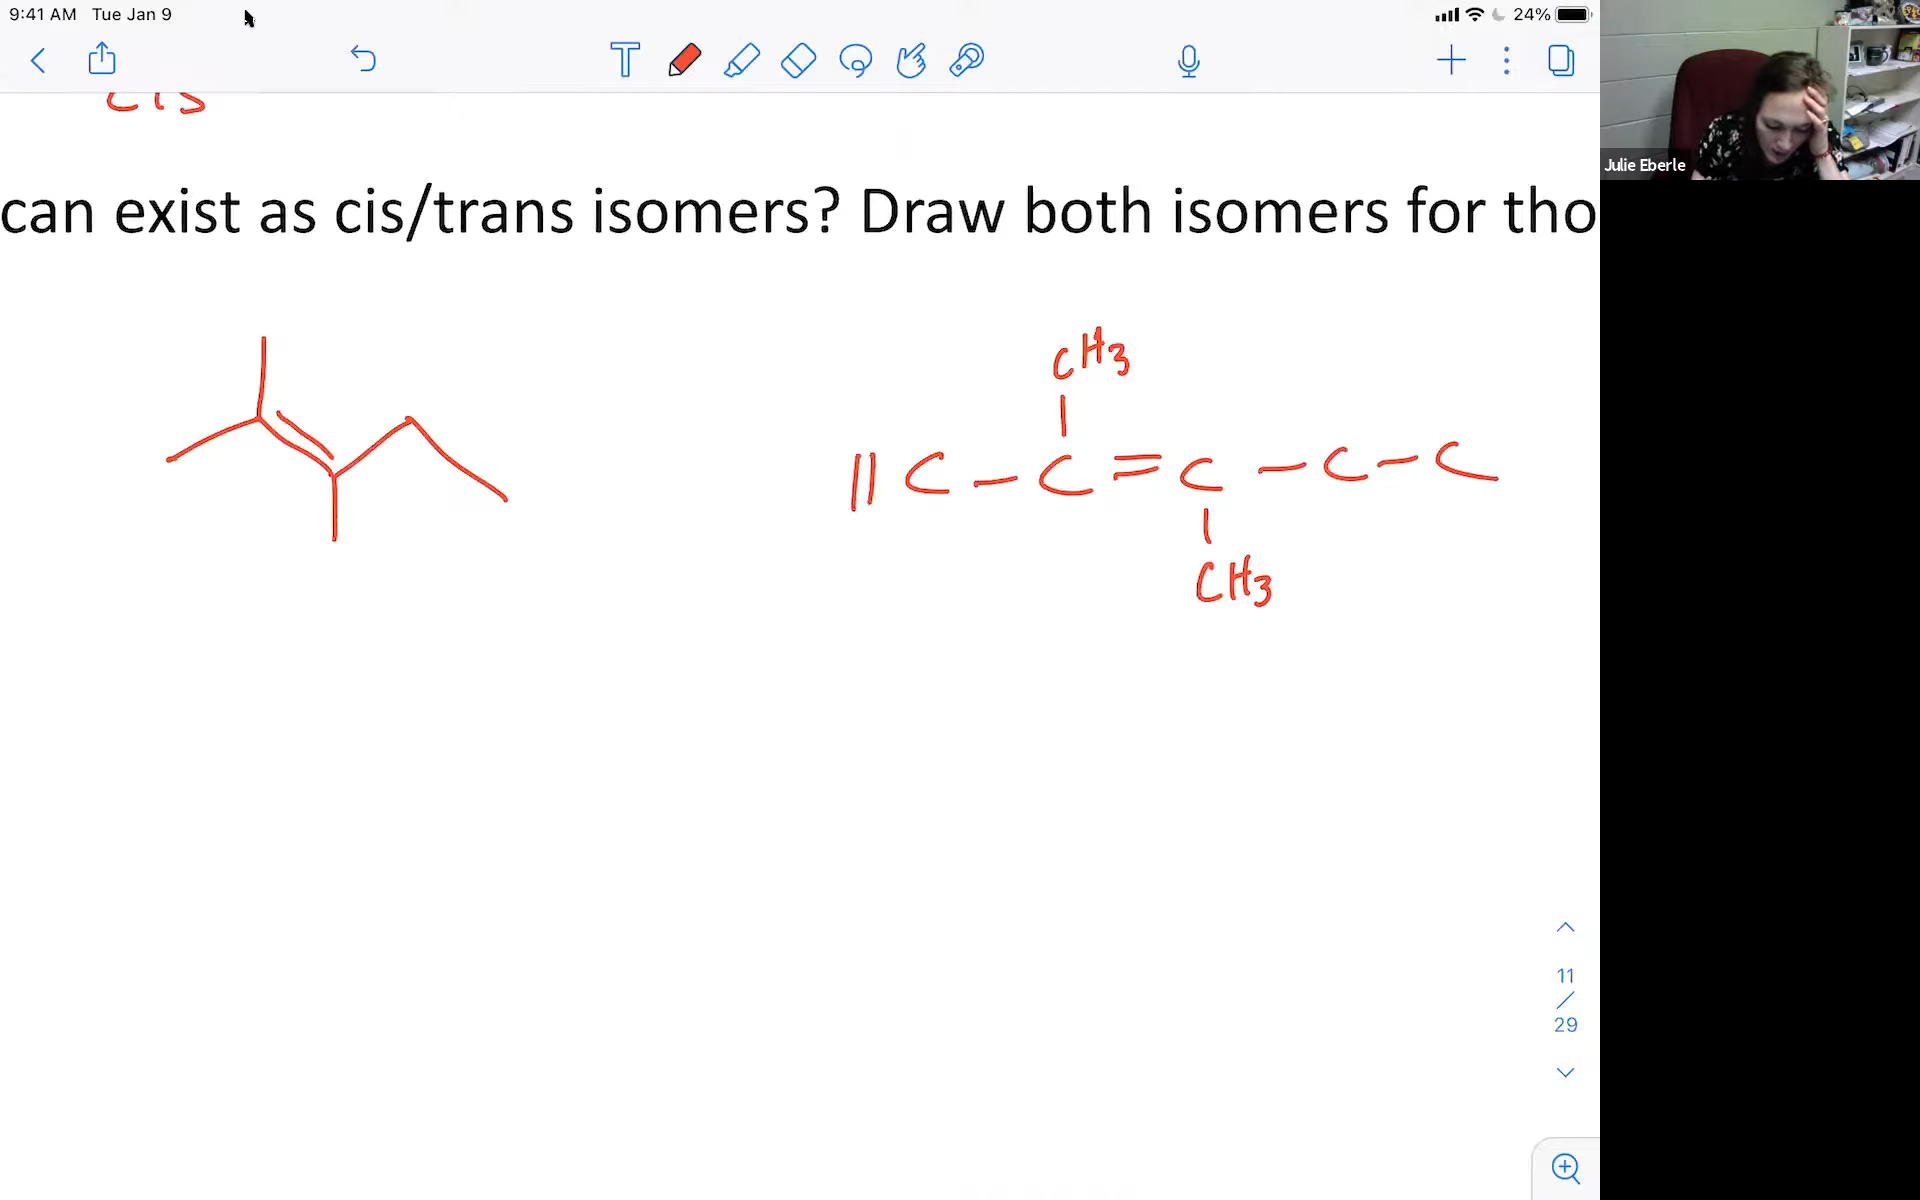 9:41 AM Tue Jan 9
24%
cis
Julie Eberle
can exist as cis/trans isomers? Draw both isomers for tho
CH3
C - C = C - C - C
CH3
11
/
29